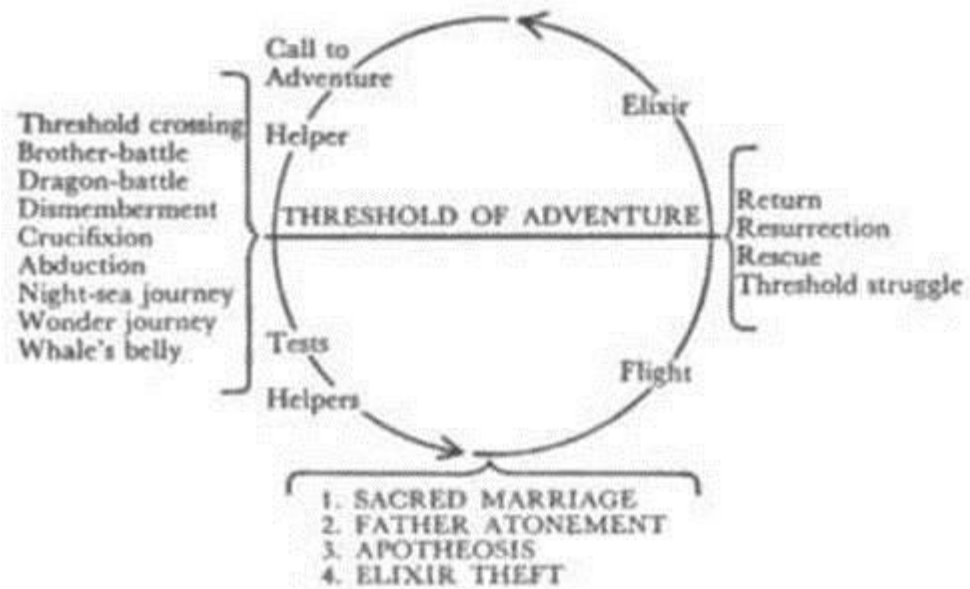 Call to
Adventure
Helper
Threshold crossing
Brother-battle
Dragon-battle
Dismemberment
Crucifixion
Abduction
Night-sea journey
Wonder journey
Whale's belly
THRESHOLD OF ADVENTURE
Elixir
Return
Resurrection
Rescue
Threshold struggle
Tests
Helpers
Flight
1. SACRED MARRIAGE
2. FATHER ATONEMENT
3. APOTHEOSIS
4. ELIXIR THEFT